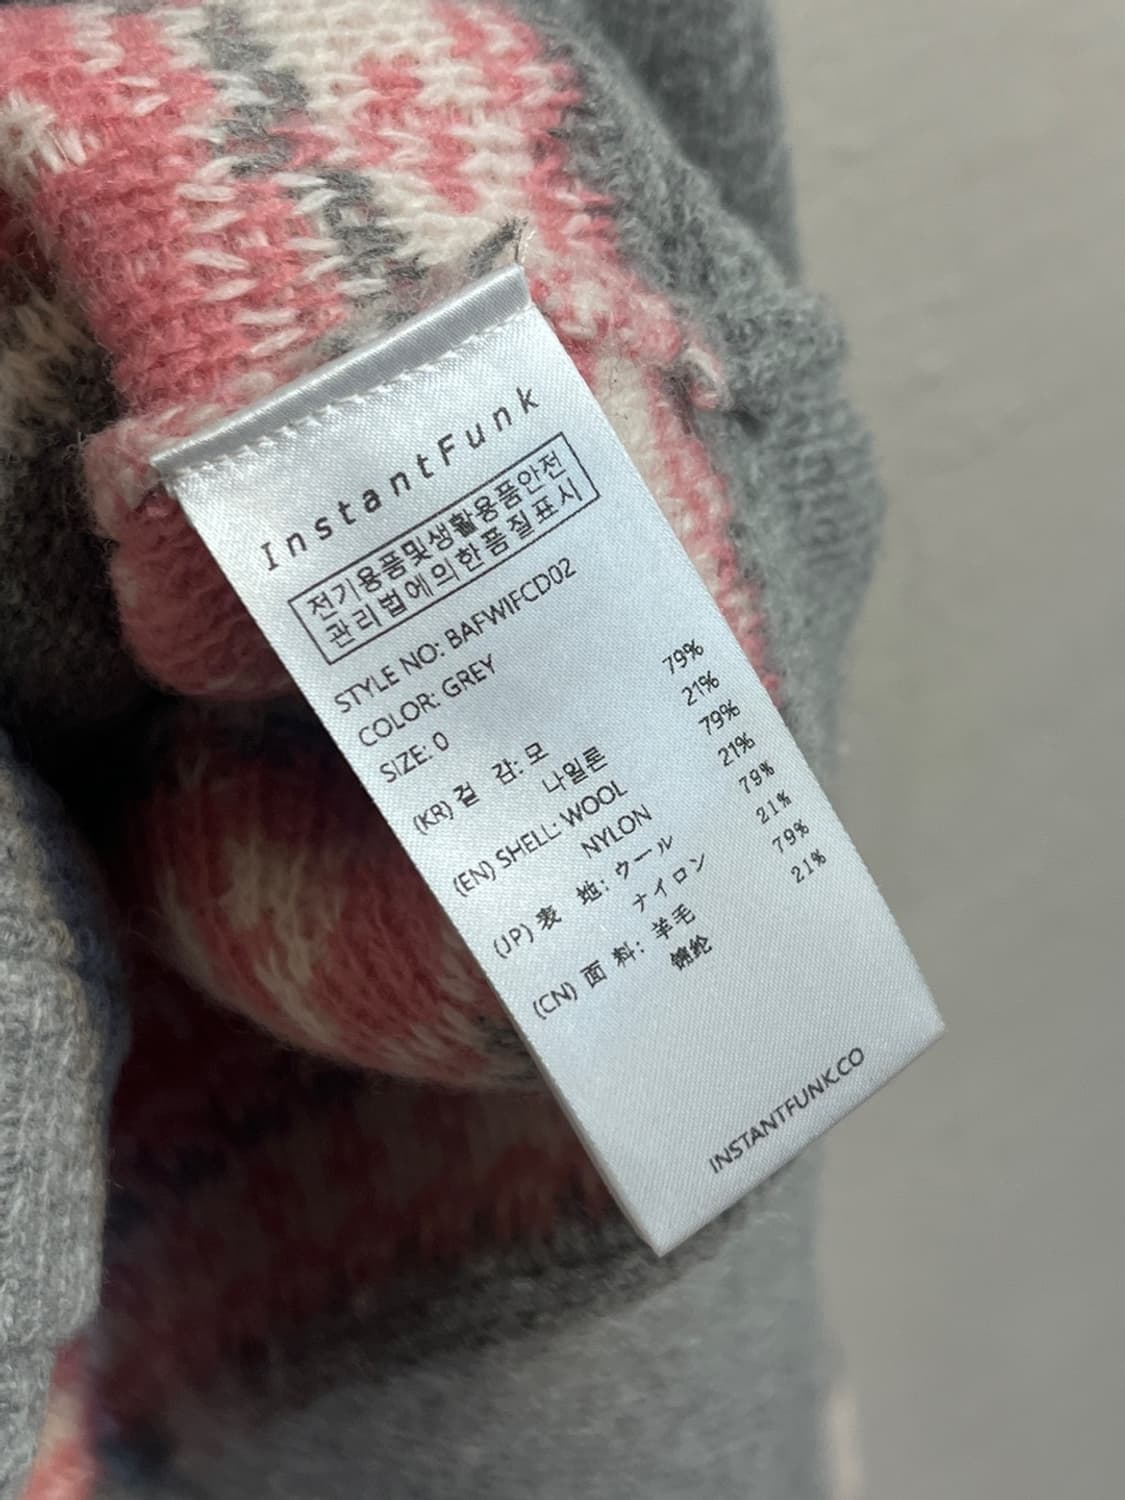 InstantFunk
전기용품및생활용품안전
관리법에의한품질표시
STYLE NO: BAFWIFCD02
COLOR: GREY
SIZE: 0
(KR) 겉 감: 모 79%
나일론 21%
(EN) SHELL: WOOL 79%
NYLON 21%
(JP) 表 地: ウール 79%
ナイロン 21%
(CN) 面 料: 羊毛 79%
锦纶 21%
INSTANTFUNK.CO